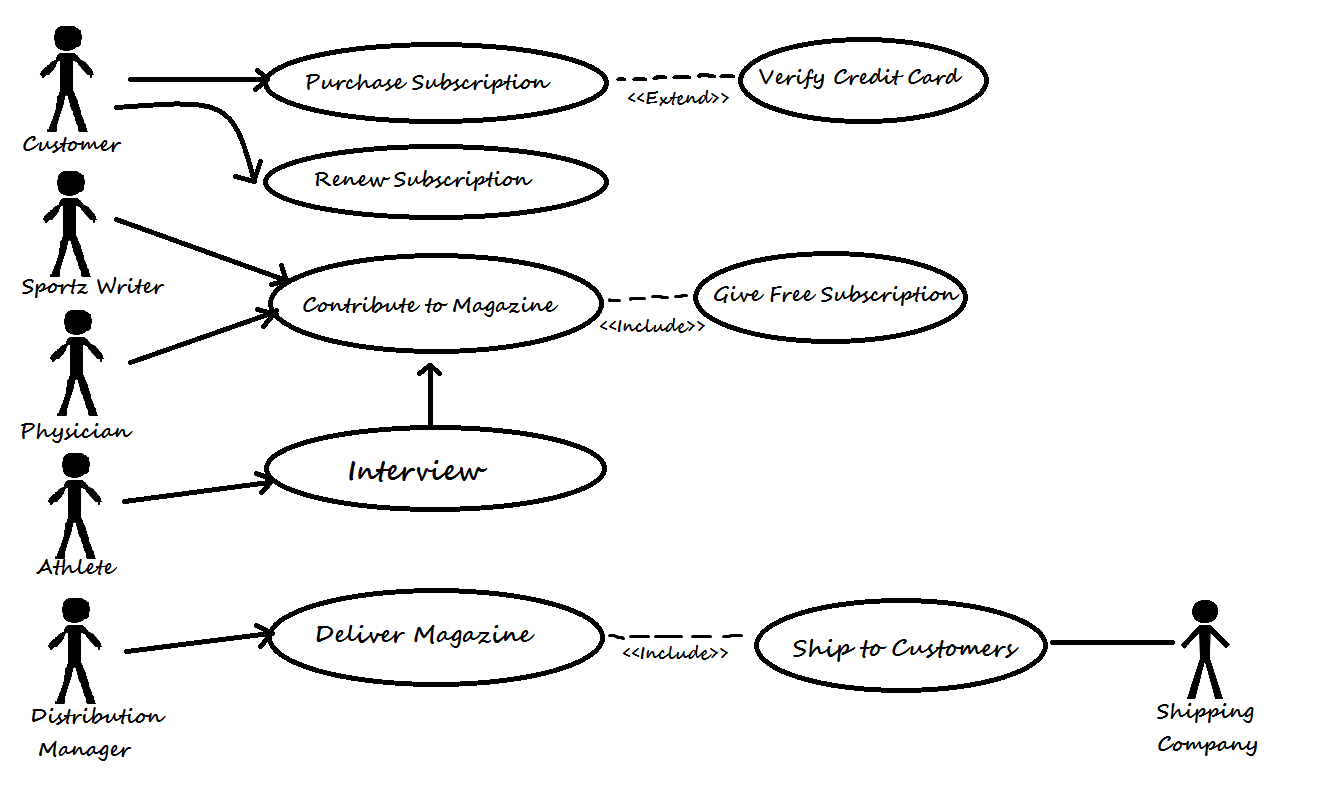 Customer
Purchase Subscription
<<Extend>>
Verify Credit Card
Renew Subscription
Sportz Writer
Contribute to Magazine
<<Include>>
Give Free Subscription
Physician
Interview
Athlete
Deliver Magazine
<<Include>>
Ship to Customers
Distribution
Manager
Shipping
Company